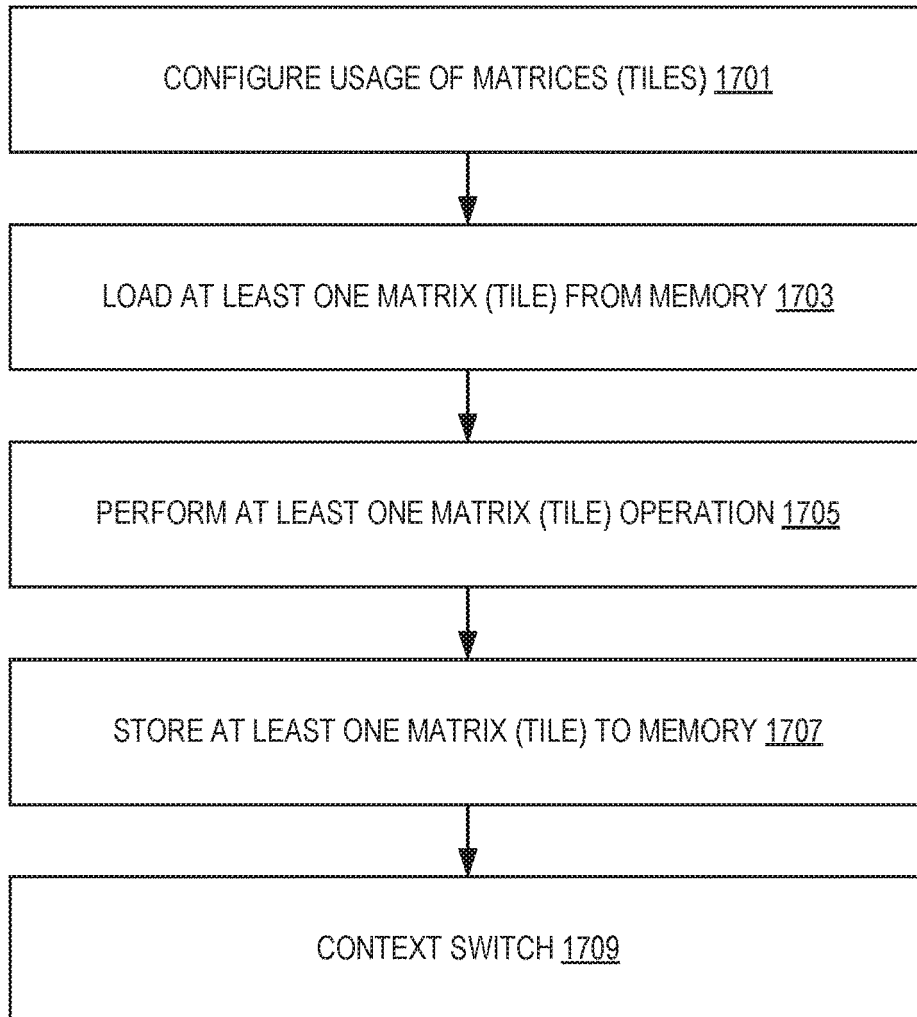 CONFIGURE USAGE OF MATRICES (TILES) 1701
LOAD AT LEAST ONE MATRIX (TILE) FROM MEMORY 1703
PERFORM AT LEAST ONE MATRIX (TILE) OPERATION 1705
STORE AT LEAST ONE MATRIX (TILE) TO MEMORY 1707
CONTEXT SWITCH 1709